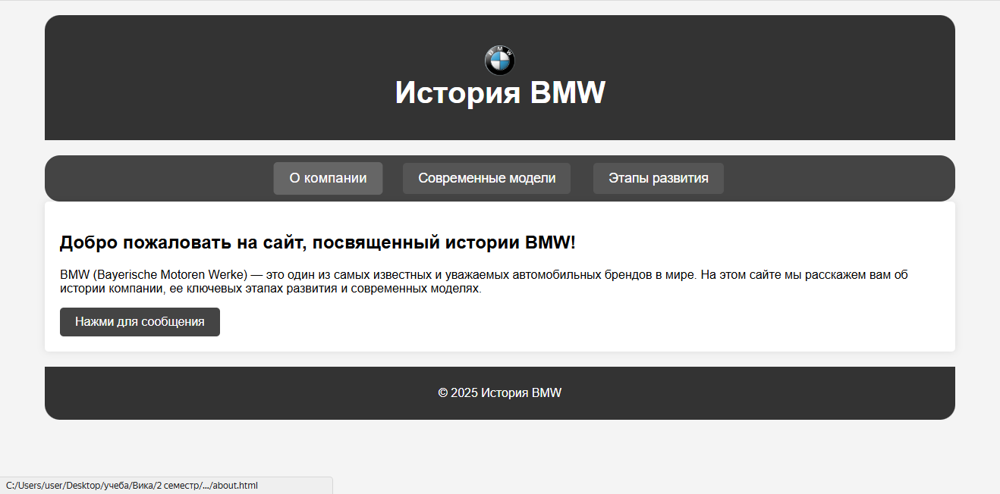 BMW
История BMW
О компании Современные модели Этапы развития
Добро пожаловать на сайт, посвященный истории BMW!
BMW (Bayerische Motoren Werke) — это один из самых известных и уважаемых автомобильных брендов в мире. На этом сайте мы расскажем вам об
истории компании, ее ключевых этапах развития и современных моделях.
Нажми для сообщения
© 2025 История BMW
C:/Users/user/Desktop/учеба/Вика/2 семестр/.../about.html